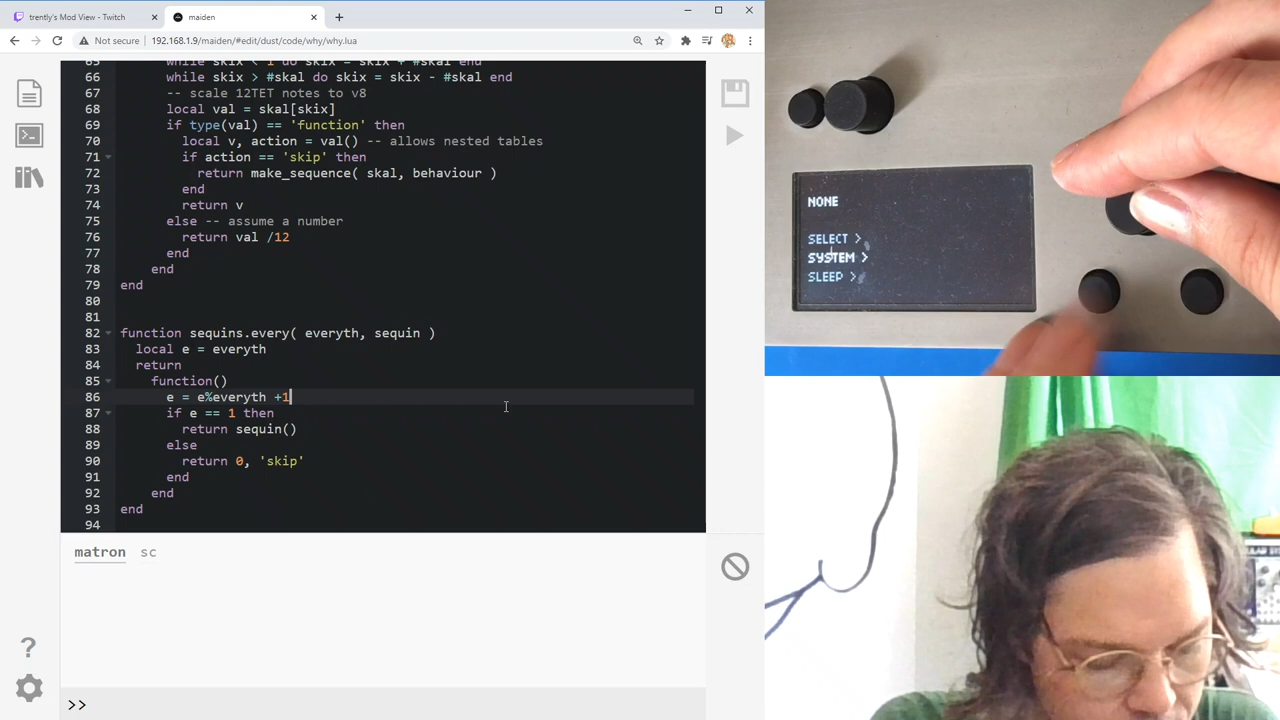 trently's Mod View - Twitch
maiden
Not secure
192.168.1.9/maiden/#edit/dust/code/why/why.lua
65 while skix < 1 do skix = skix + #skal end
66 while skix > #skal do skix = skix - #skal end
67 -- scale 12TET notes to v8
68 local val = skal[skix]
69 if type(val) == 'function' then
70 local v, action = val() -- allows nested tables
71 if action == 'skip' then
72 return make_sequence( skal, behaviour )
73 end
74 return v
75 else -- assume a number
76 return val /12
77 end
78 end
79 end
80
81
82 function sequins.every( everyth, sequin )
83 local e = everyth
84 return
85 function()
86 e = e%everyth +1
87 if e == 1 then
88 return sequin()
89 else
90 return 0, 'skip'
91 end
92 end
93 end
94
matron sc
>>
NONE
SELECT >
SYSTEM >
SLEEP >